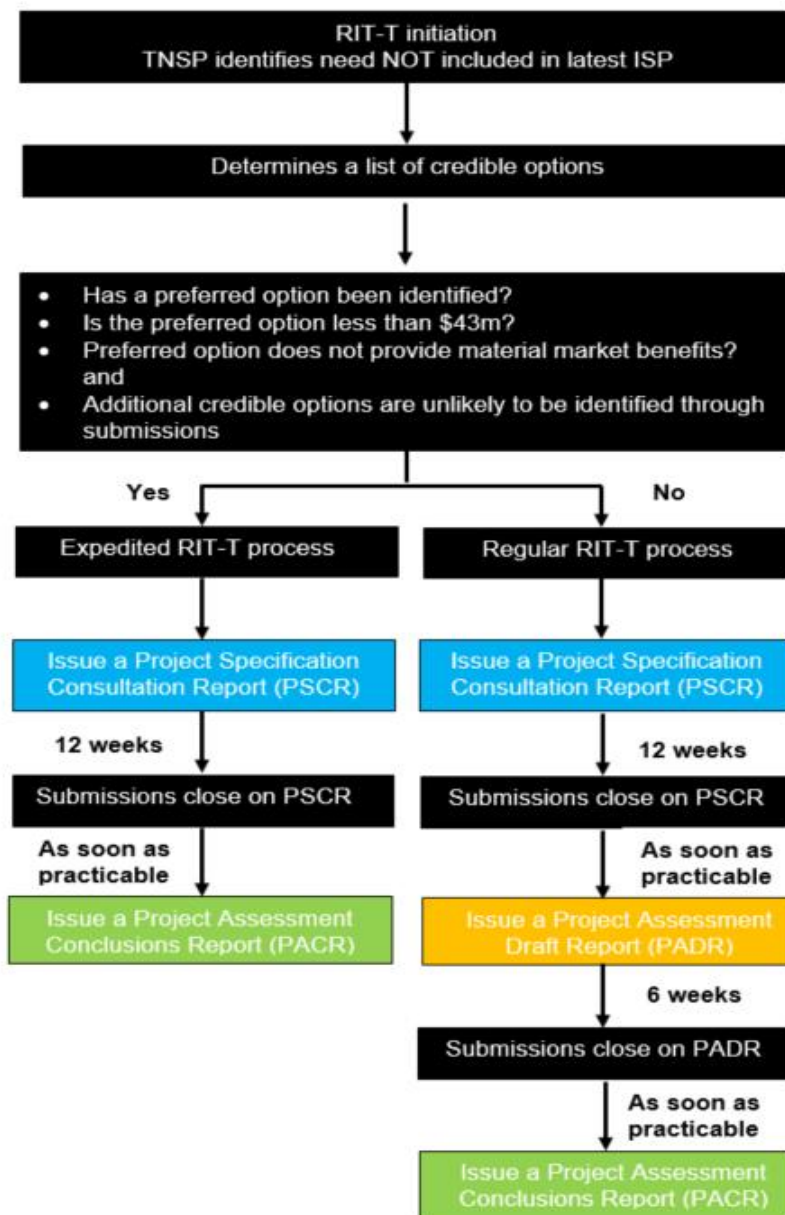 RIT-T initiation
TNSP identifies need NOT included in latest ISP
Determines a list of credible options
• Has a preferred option been identified?
• Is the preferred option less than $43m?
• Preferred option does not provide material market benefits?
and
• Additional credible options are unlikely to be identified through
submissions
Yes
No
Expedited RIT-T process
Regular RIT-T process
Issue a Project Specification
Consultation Report (PSCR)
Issue a Project Specification
Consultation Report (PSCR)
12 weeks
12 weeks
Submissions close on PSCR
Submissions close on PSCR
As soon as
practicable
As soon as
practicable
Issue a Project Assessment
Conclusions Report (PACR)
Issue a Project Assessment
Draft Report (PADR)
6 weeks
Submissions close on PADR
As soon as
practicable
Issue a Project Assessment
Conclusions Report (PACR)